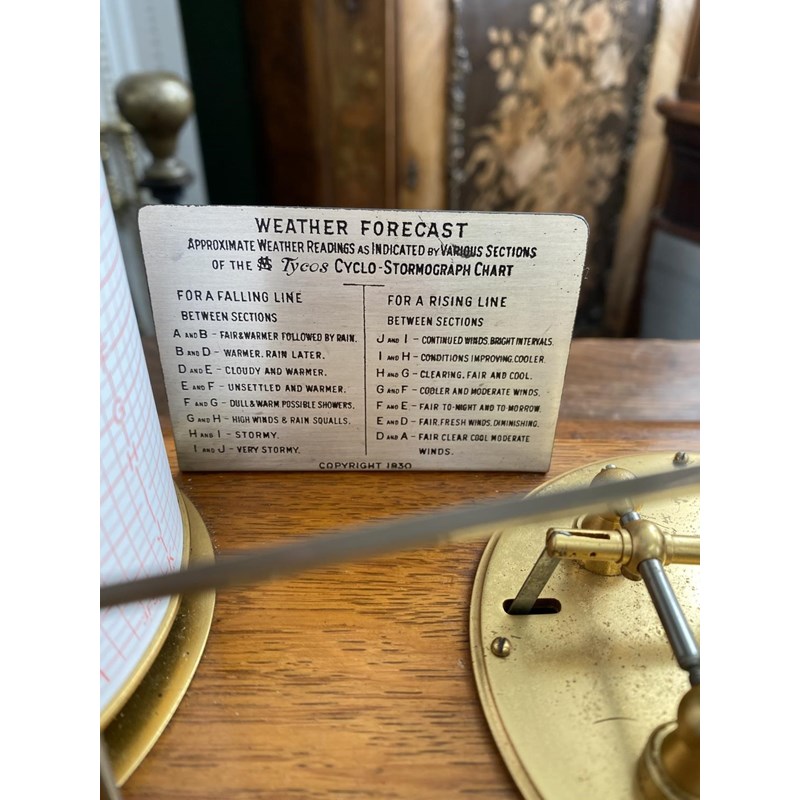 WEATHER FORECAST
APPROXIMATE WEATHER READINGS AS INDICATED BY VARIOUS SECTIONS
OF THE Tycos CYCLO-STORMOGRAPH CHART
FOR A FALLING LINE
BETWEEN SECTIONS
A AND B - FAIR & WARMER FOLLOWED BY RAIN.
B AND D - WARMER. RAIN LATER.
D AND E - CLOUDY AND WARMER.
E AND F - UNSETTLED AND WARMER.
F AND G - DULL & WARM. POSSIBLE SHOWERS.
G AND H - HIGH WINDS & RAIN SQUALLS.
H AND I - STORMY.
I AND J - VERY STORMY.
FOR A RISING LINE
BETWEEN SECTIONS
J AND I - CONTINUED WINDS. BRIGHT INTERVALS.
I AND H - CONDITIONS IMPROVING. COOLER.
H AND G - CLEARING, FAIR AND COOL.
G AND F - COOLER AND MODERATE WINDS.
F AND E - FAIR TO-NIGHT AND TO-MORROW.
E AND D - FAIR. FRESH WINDS. DIMINISHING.
D AND A - FAIR CLEAR COOL MODERATE
WINDS.
COPYRIGHT 1930